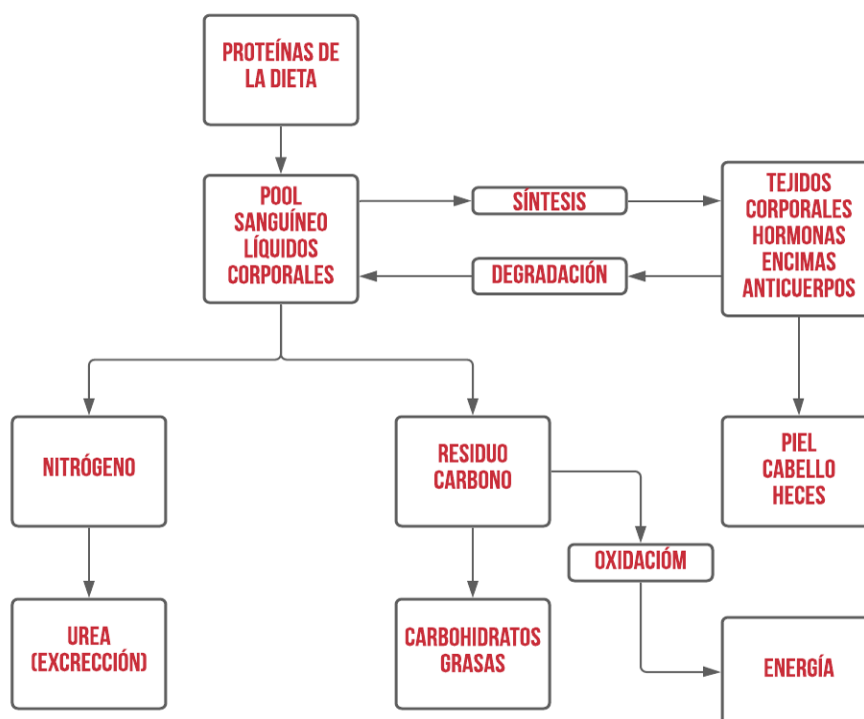 PROTEÍNAS DE
LA DIETA
POOL
SANGUÍNEO
LÍQUIDOS
CORPORALES
SÍNTESIS
DEGRADACIÓN
TEJIDOS
CORPORALES
HORMONAS
ENCIMAS
ANTICUERPOS
NITRÓGENO
RESIDUO
CARBONO
PIEL
CABELLO
HECES
OXIDACIÓM
UREA
(EXCRECCIÓN)
CARBOHIDRATOS
GRASAS
ENERGÍA